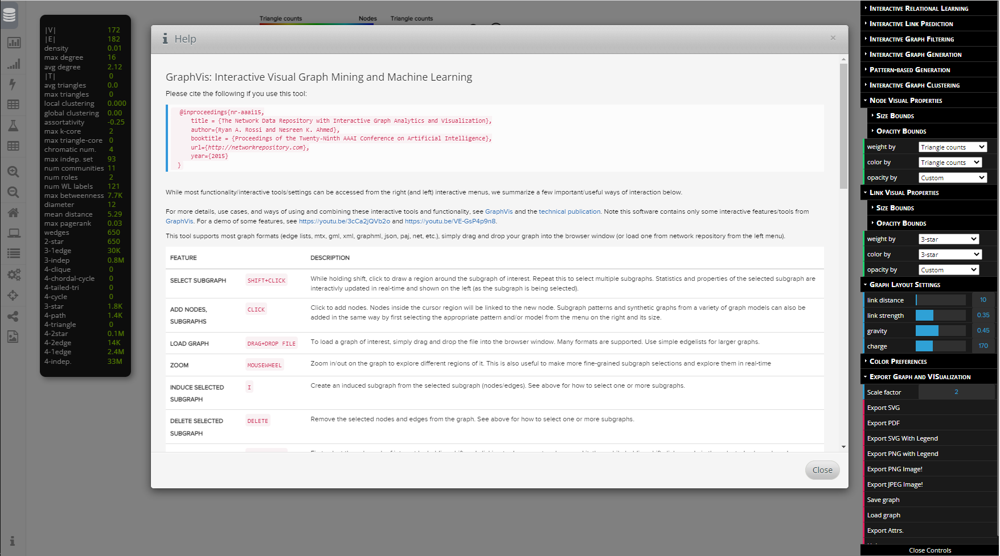 |V| 172
|E| 182
density 0.01
max degree 16
avg degree 2.12
|T| 0
avg triangles 0.0
max triangles 0
local clustering 0.000
global clustering 0.00
assortativity -0.25
max k-core 2
max triangle-core 0
chromatic num. 4
max indep. set 93
num communities 11
num roles 2
num WL labels 121
max betweenness 7.7K
diameter 12
mean distance 5.29
max pagerank 0.03
wedges 650
2-star 650
3-1edge 30K
3-indep 0.8M
4-clique 0
4-chordal-cycle 0
4-tailed-tri 0
4-cycle 0
3-star 1.8K
4-path 1.4K
4-triangle 0
4-2star 0.1M
4-2edge 14K
4-1edge 2.4M
4-indep. 33M
Triangle counts Nodes Triangle counts
Help
GraphVis: Interactive Visual Graph Mining and Machine Learning
Please cite the following if you use this tool:
@inproceedings{nr-aaai15,
title = {The Network Data Repository with Interactive Graph Analytics and Visualization},
author={Ryan A. Rossi and Nesreen K. Ahmed},
booktitle = {Proceedings of the Twenty-Ninth AAAI Conference on Artificial Intelligence},
url={http://networkrepository.com},
year={2015}
}
While most functionality/interactive tools/settings can be accessed from the right (and left) interactive menus, we summarize a few important/useful ways of interaction below.
For more details, use cases, and ways of using and combining these interactive tools and functionality, see GraphVis and the technical publication. Note this software contains only some interactive features/tools from
GraphVis. For a demo of some features, see https://youtu.be/3cCa2jQVb2o and https://youtu.be/VE-GsP4p9n8.
This tool supports most graph formats (edge lists, mtx, gml, xml, graphml, json, paj, net, etc.), simply drag and drop your graph into the browser window (or load one from network repository from the left menu).
FEATURE DESCRIPTION
SELECT SUBGRAPH SHIFT+CLICK While holding shift, click to draw a region around the subgraph of interest. Repeat this to select multiple subgraphs. Statistics and properties of the selected subgraph are
interactivly updated in real-time and shown on the left (as the subgraph is being selected).
ADD NODES, SUBGRAPHS CLICK Click to add nodes. Nodes inside the cursor region will be linked to the new node. Subgraph patterns and synthetic graphs from a variety of graph models can also be
added in the same way by first selecting the appropriate pattern and/or model from the menu on the right and its size.
LOAD GRAPH DRAG+DROP FILE To load a graph of interest, simply drag and drop the file into the browser window. Many formats are supported. Use simple edgelists for larger graphs.
ZOOM MOUSEWHEEL Zoom in/out on the graph to explore different regions of it. This is also useful to make more fine-grained subgraph selections and explore them in real-time
INDUCE SELECTED SUBGRAPH I Create an induced subgraph from the selected subgraph (nodes/edges). See above for how to select one or more subgraphs.
DELETE SELECTED SUBGRAPH DELETE Remove the selected nodes and edges from the graph. See above for how to select one or more subgraphs.
Close
INTERACTIVE RELATIONAL LEARNING
INTERACTIVE LINK PREDICTION
INTERACTIVE GRAPH FILTERING
INTERACTIVE GRAPH GENERATION
PATTERN-BASED GENERATION
INTERACTIVE GRAPH CLUSTERING
NODE VISUAL PROPERTIES
SIZE BOUNDS
OPACITY BOUNDS
weight by Triangle counts
color by Triangle counts
opacity by Custom
LINK VISUAL PROPERTIES
SIZE BOUNDS
OPACITY BOUNDS
weight by 3-star
color by 3-star
opacity by Custom
GRAPH LAYOUT SETTINGS
link distance 10
link strength 0.35
gravity 0.45
charge 170
COLOR PREFERENCES
EXPORT GRAPH AND VISUALIZATION
Scale factor 2
Export SVG
Export PDF
Export SVG With Legend
Export PNG with Legend
Export PNG Image!
Export JPEG Image!
Save graph
Load graph
Export Attrs.
Close Controls